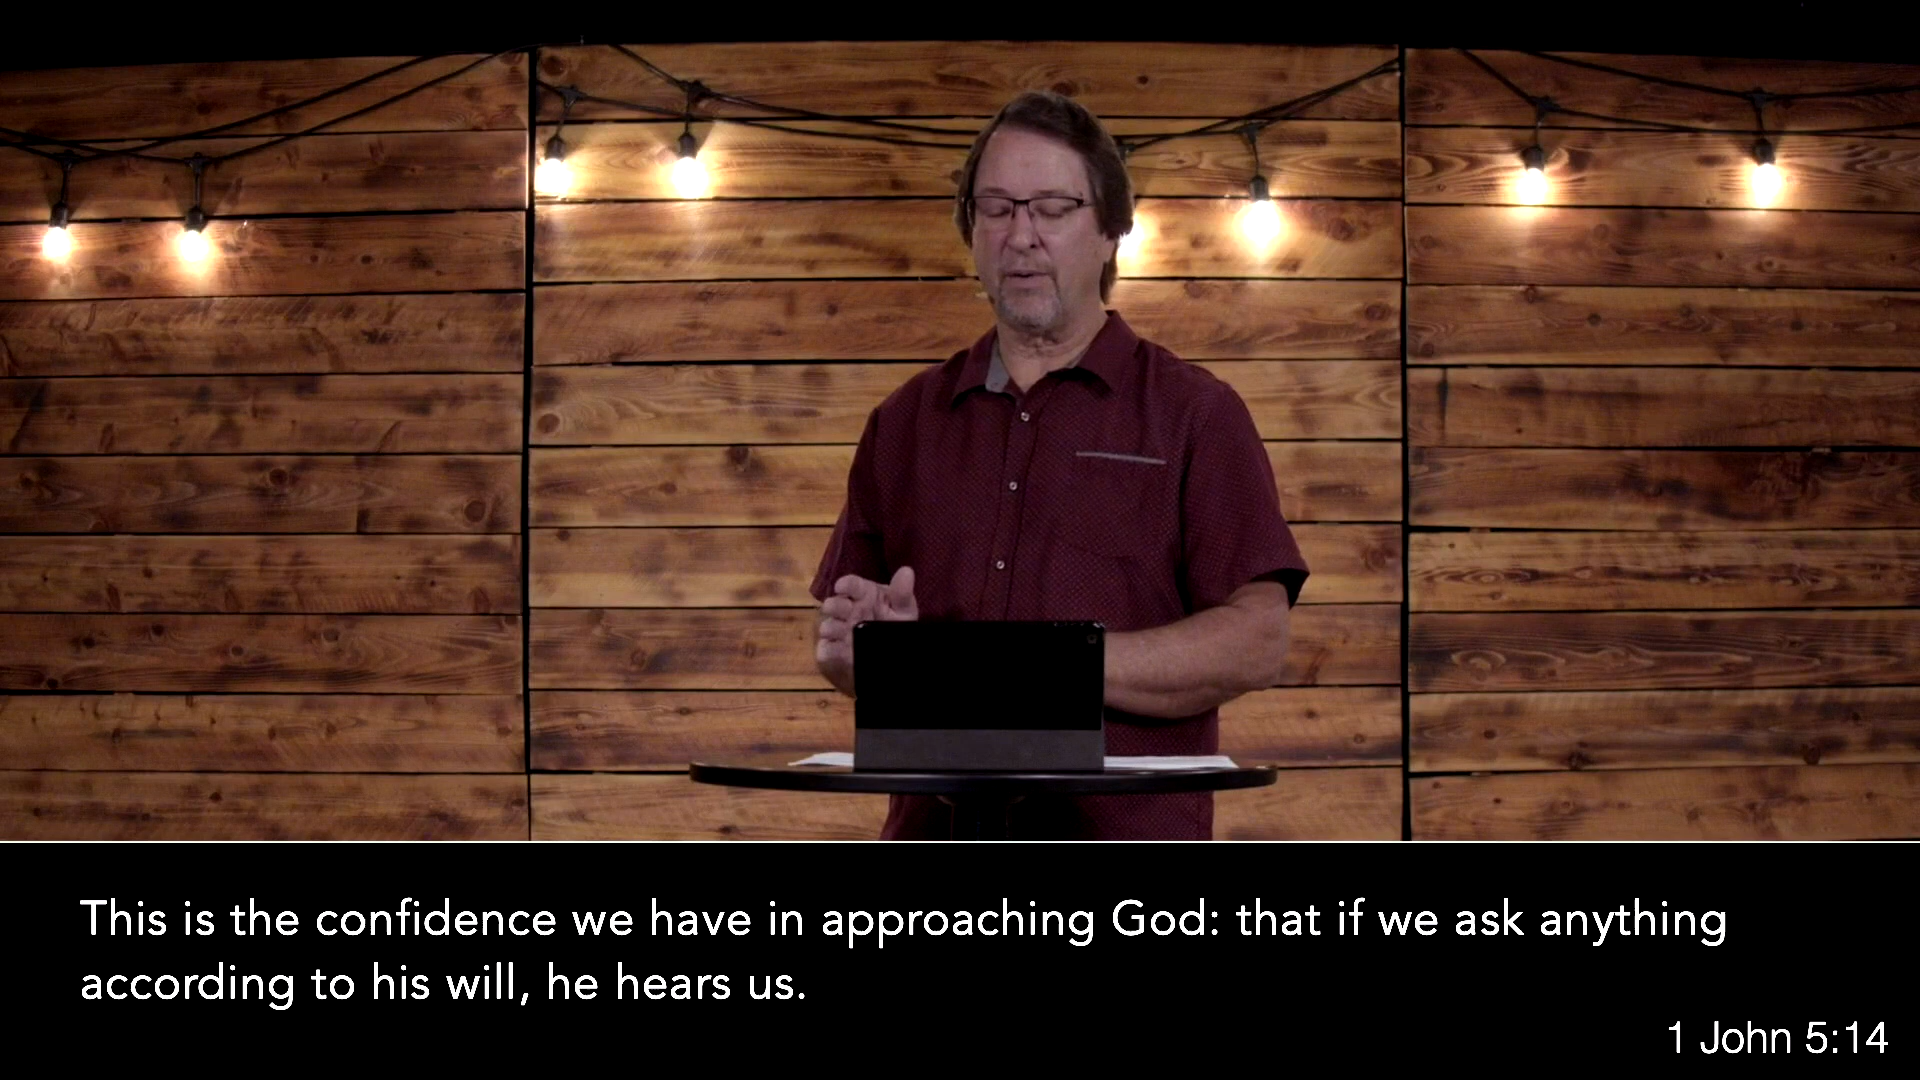 This is the confidence we have in approaching God: that if we ask anything
according to his will, he hears us.
1 John 5:14